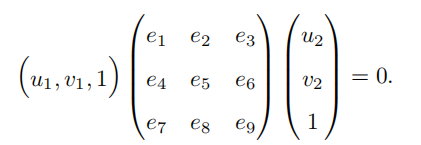 (u₁, v₁, 1) ( e₁ e₂ e₃ ; e₄ e₅ e₆ ; e₇ e₈ e₉ ) ( u₂ ; v₂ ; 1 ) = 0.